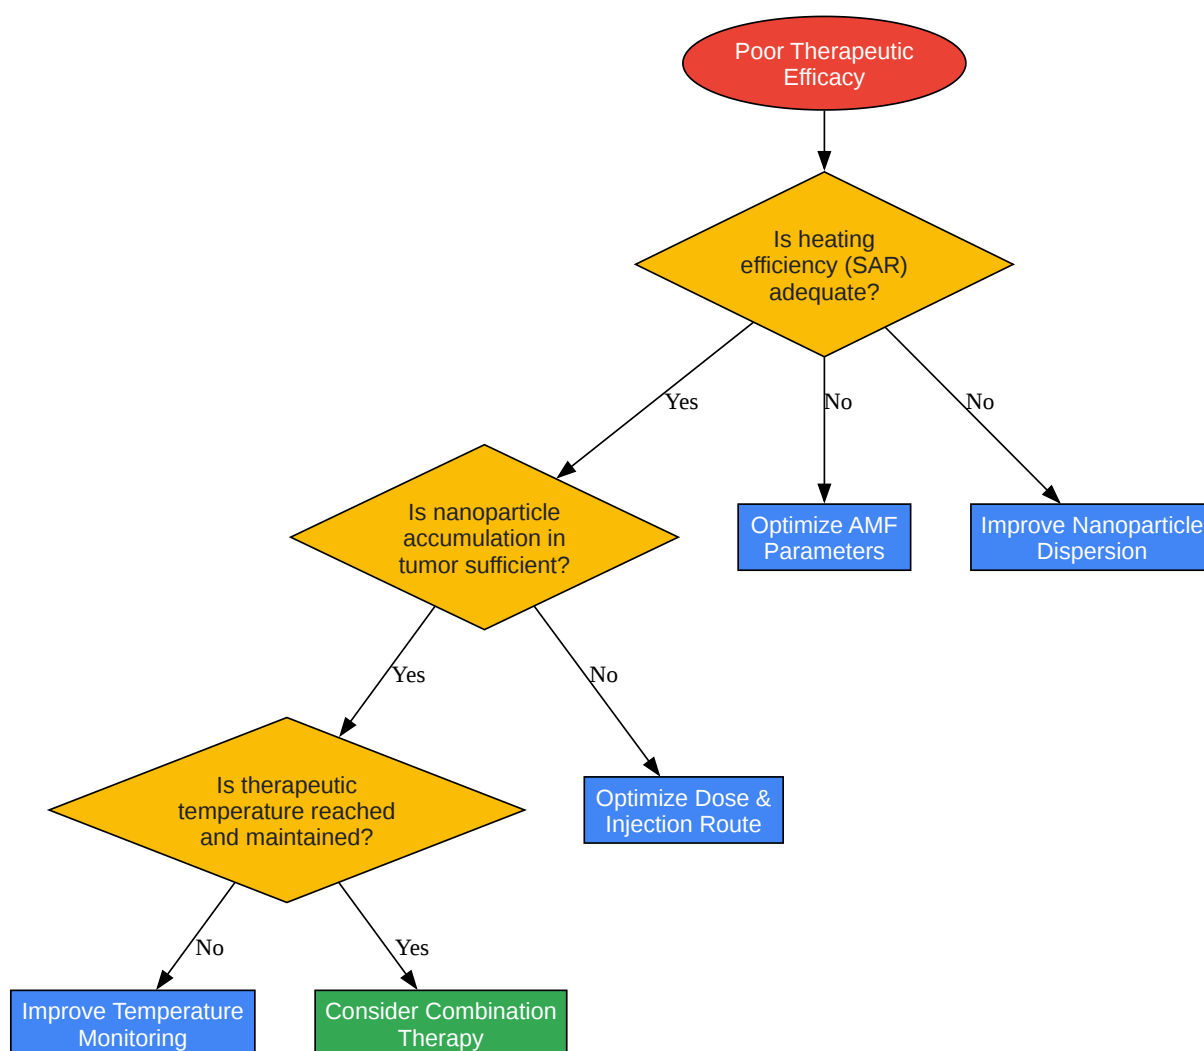 Poor Therapeutic
Efficacy
Is heating
efficiency (SAR)
adequate?
Yes
No
No
Is nanoparticle
accumulation in
tumor sufficient?
Optimize AMF
Parameters
Improve Nanoparticle
Dispersion
Yes
No
Is therapeutic
temperature reached
and maintained?
Optimize Dose &
Injection Route
No
Yes
Improve Temperature
Monitoring
Consider Combination
Therapy